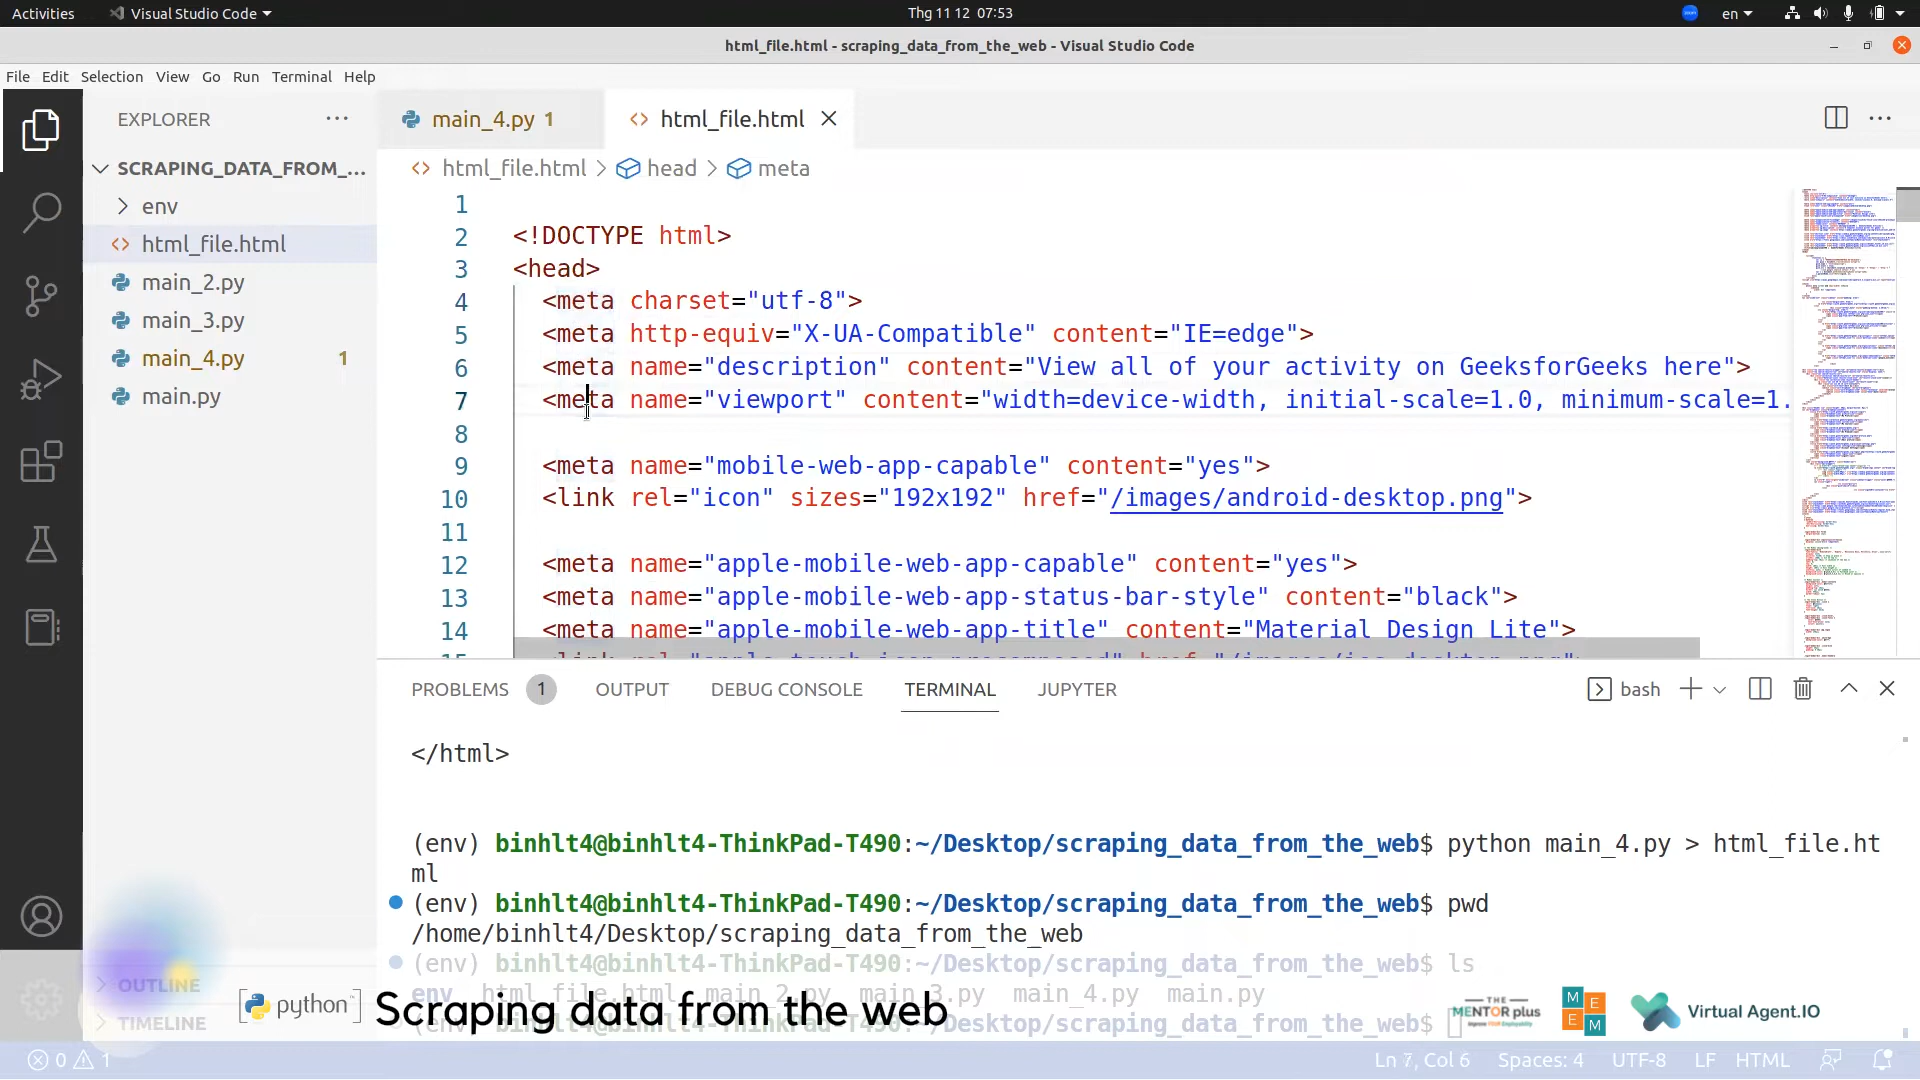 Activities Visual Studio Code Thg 11 12 07:53 en
html_file.html - scraping_data_from_the_web - Visual Studio Code
File Edit Selection View Go Run Terminal Help
EXPLORER
SCRAPING_DATA_FROM_...
env
html_file.html
main_2.py
main_3.py
main_4.py 1
main.py
OUTLINE
TIMELINE
main_4.py 1 html_file.html
html_file.html > head > meta
1
2 <!DOCTYPE html>
3 <head>
4 <meta charset="utf-8">
5 <meta http-equiv="X-UA-Compatible" content="IE=edge">
6 <meta name="description" content="View all of your activity on GeeksforGeeks here">
7 <meta name="viewport" content="width=device-width, initial-scale=1.0, minimum-scale=1.
8
9 <meta name="mobile-web-app-capable" content="yes">
10 <link rel="icon" sizes="192x192" href="/images/android-desktop.png">
11
12 <meta name="apple-mobile-web-app-capable" content="yes">
13 <meta name="apple-mobile-web-app-status-bar-style" content="black">
14 <meta name="apple-mobile-web-app-title" content="Material Design Lite">
PROBLEMS 1 OUTPUT DEBUG CONSOLE TERMINAL JUPYTER bash
</html>
(env) binhlt4@binhlt4-ThinkPad-T490:~/Desktop/scraping_data_from_the_web$ python main_4.py > html_file.ht
ml
(env) binhlt4@binhlt4-ThinkPad-T490:~/Desktop/scraping_data_from_the_web$ pwd
/home/binhlt4/Desktop/scraping_data_from_the_web
(env) binhlt4@binhlt4-ThinkPad-T490:~/Desktop/scraping_data_from_the_web$ ls
env html_file.html main_2.py main_3.py main_4.py main.py
(env) binhlt4@binhlt4-ThinkPad-T490:~/Desktop/scraping_data_from_the_web$
python Scraping data from the web
THE MENTOR plus
M E E M
Virtual Agent.IO
0 1 Ln 7, Col 6 Spaces: 4 UTF-8 LF HTML